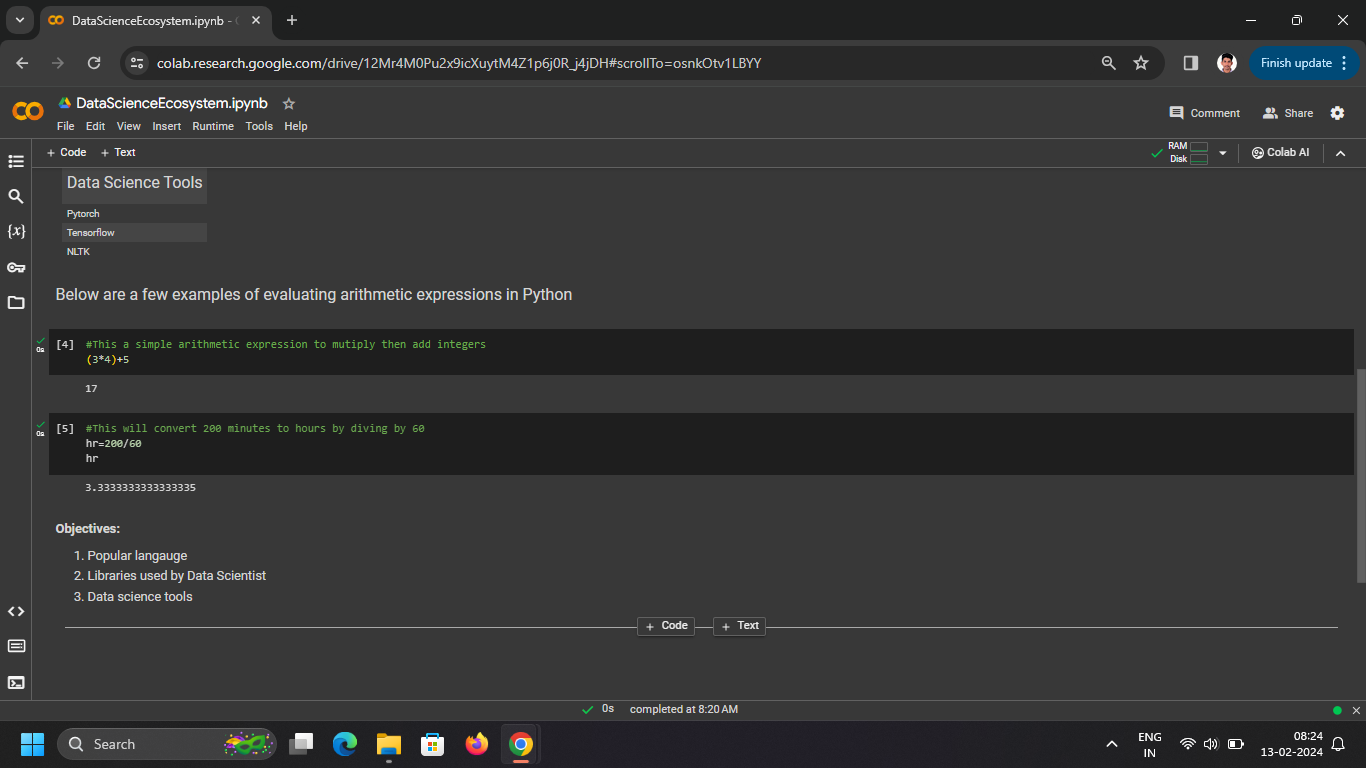 DataScienceEcosystem.ipynb -
Finish update
colab.research.google.com/drive/12Mr4M0Pu2x9icXuytM4Z1p6j0R_j4jDH#scrollTo=osnkOtv1LBYY
DataScienceEcosystem.ipynb
File Edit View Insert Runtime Tools Help
Comment Share
+ Code + Text
RAM
Disk
Colab AI
{x}
Data Science Tools
Pytorch
Tensorflow
NLTK
Below are a few examples of evaluating arithmetic expressions in Python
0s
[4] #This a simple arithmetic expression to mutiply then add integers
(3*4)+5
17
0s
[5] #This will convert 200 minutes to hours by diving by 60
hr=200/60
hr
3.3333333333333335
Objectives:
1. Popular langauge
2. Libraries used by Data Scientist
3. Data science tools
+ Code + Text
0s completed at 8:20 AM
Search
ENG
IN
08:24
13-02-2024